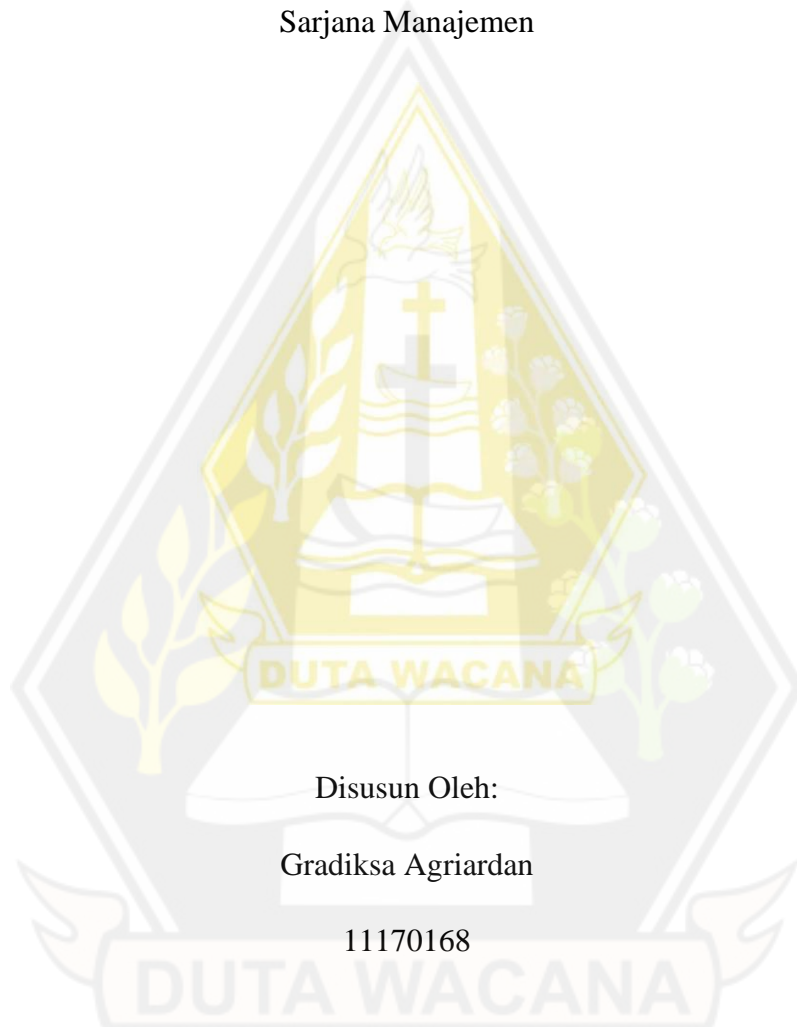 Sarjana Manajemen
DUTA WACANA
Disusun Oleh:
Gradiksa Agriardan
11170168
DUTA WACANA